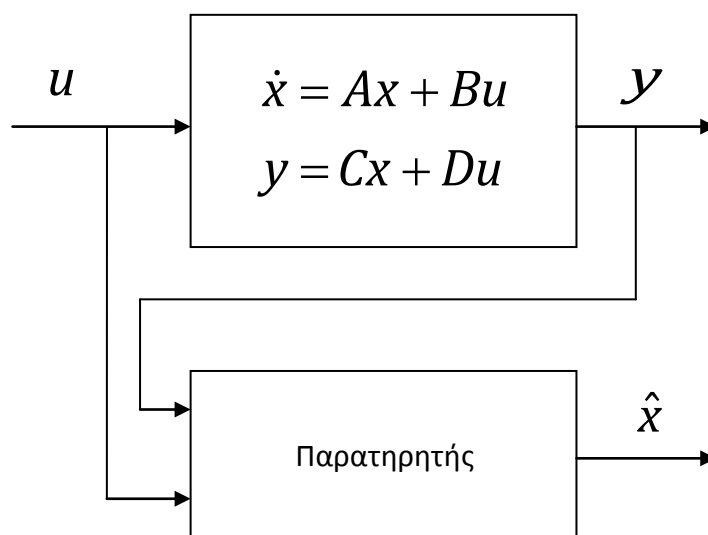 u
ẋ = Ax + Bu
y
y = Cx + Du
x̂
Παρατηρητής